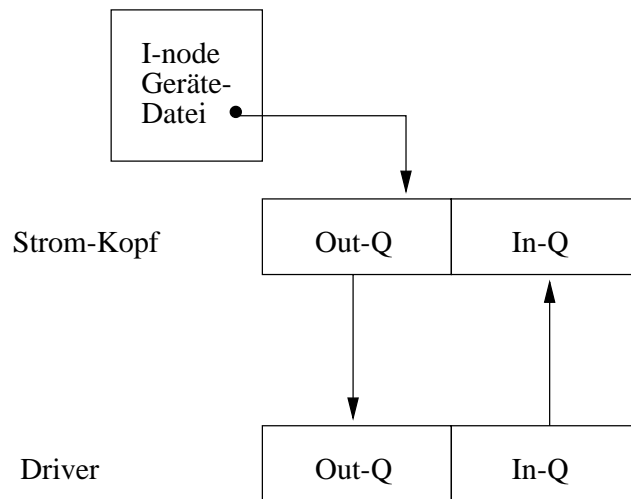 I-node
Geräte-
Datei
Strom-Kopf
Out-Q
In-Q
Driver
Out-Q
In-Q